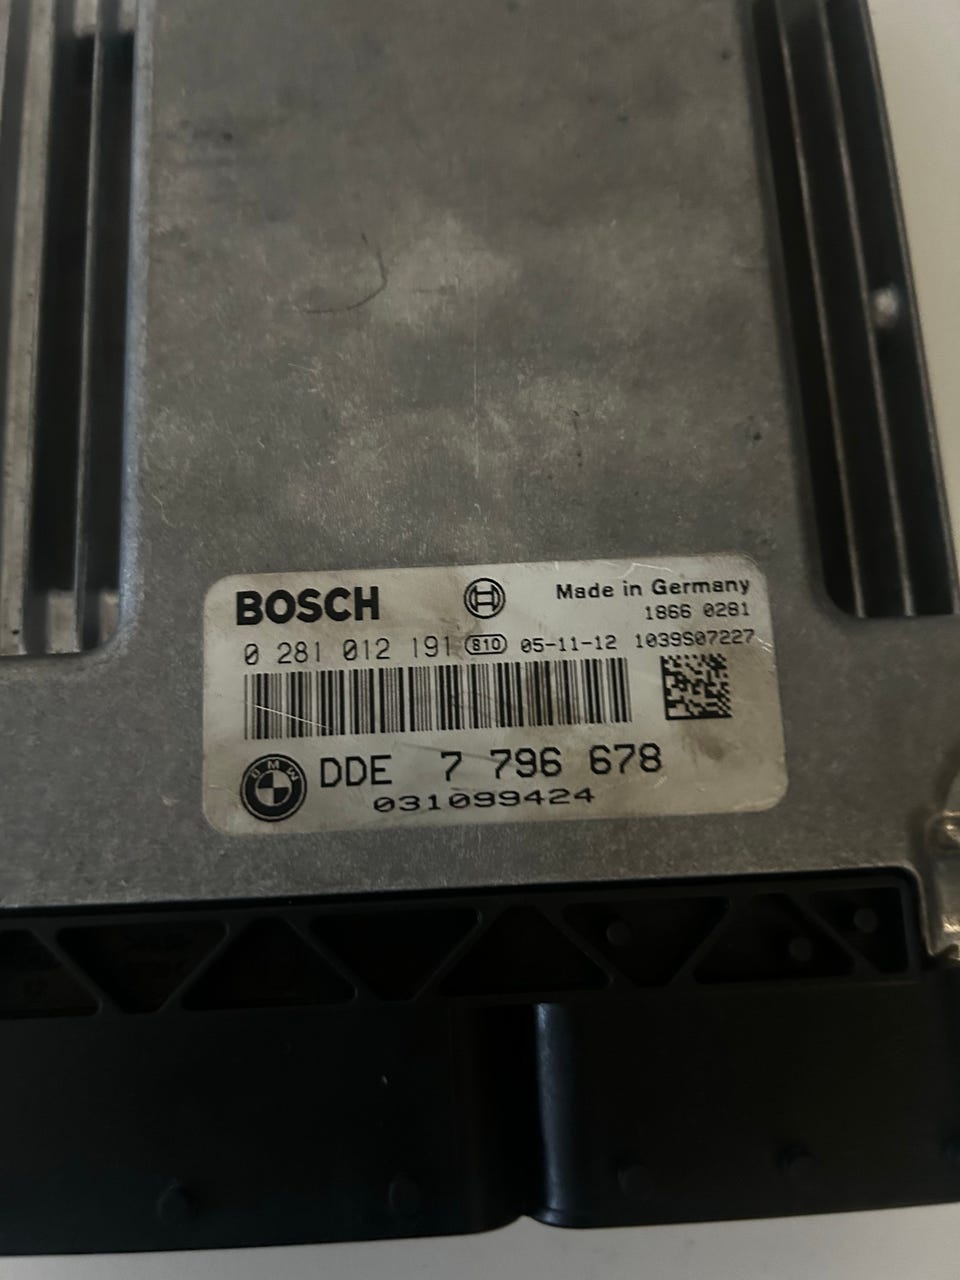 BOSCH
Made in Germany
1866 0281
0 281 012 191 810 05-11-12 1039S07227
BMW DDE 7 796 678
031099424